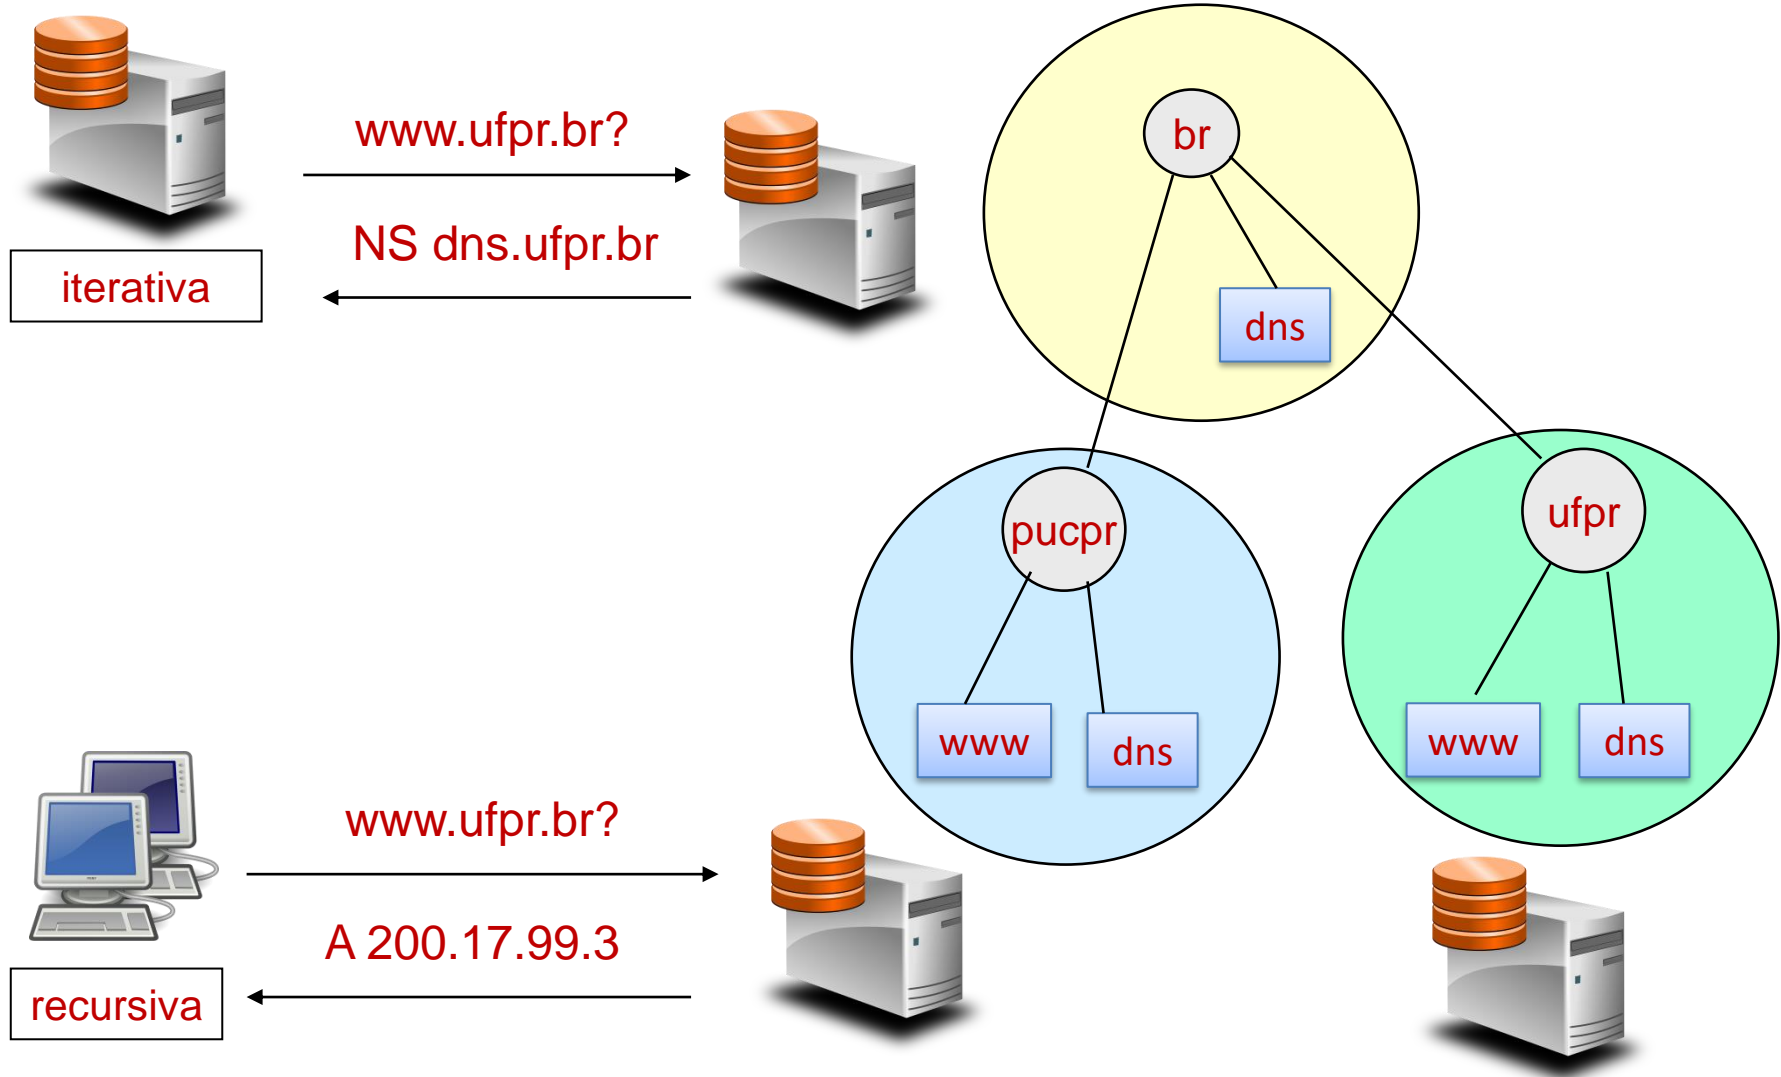 www.ufpr.br?
NS dns.ufpr.br
iterativa
br
dns
pucpr
www
dns
ufpr
www
dns
www.ufpr.br?
A 200.17.99.3
recursiva